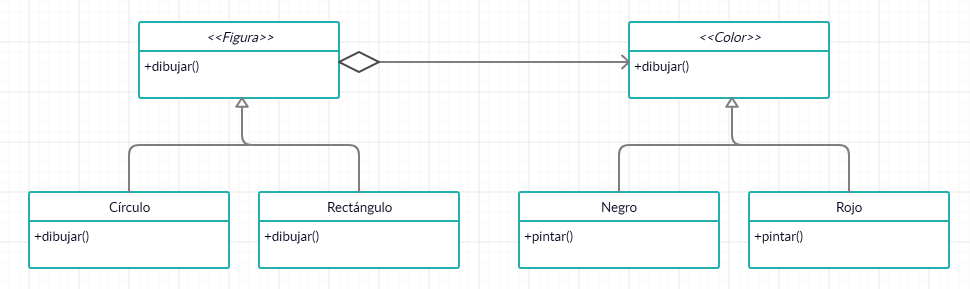 <<Figura>>
+dibujar()
<<Color>>
+dibujar()
Círculo
+dibujar()
Rectángulo
+dibujar()
Negro
+pintar()
Rojo
+pintar()